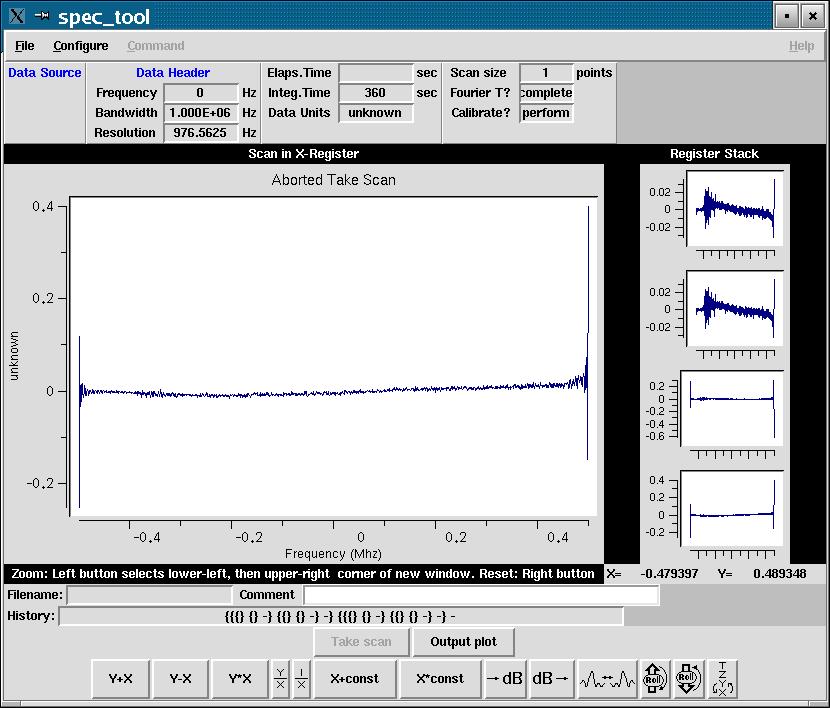 spec_tool
File Configure Command Help
Data Source Data Header Elaps.Time sec Scan size 1 points
Frequency 0 Hz Integ.Time 360 sec Fourier T? complete
Bandwidth 1.000E+06 Hz Data Units unknown Calibrate? perform
Resolution 976.5625 Hz
Scan in X-Register Register Stack
Aborted Take Scan
0.4
0.2
0
-0.2
unknown
-0.4 -0.2 0 0.2 0.4
Frequency (Mhz)
0.02
0
-0.02
0.02
0
-0.02
0.2
0
-0.2
-0.4
-0.6
0.4
0.2
0
-0.2
Zoom: Left button selects lower-left, then upper-right corner of new window. Reset: Right button X= -0.479397 Y= 0.489348
Filename: Comment
History: {{{} {} -} {{} {} -} -} {{{} {} -} {{} {} -} -} -
Take scan Output plot
Y+X Y-X Y*X Y/X 1/X X+const X*const →dB dB→ Roll Roll T Z Y X